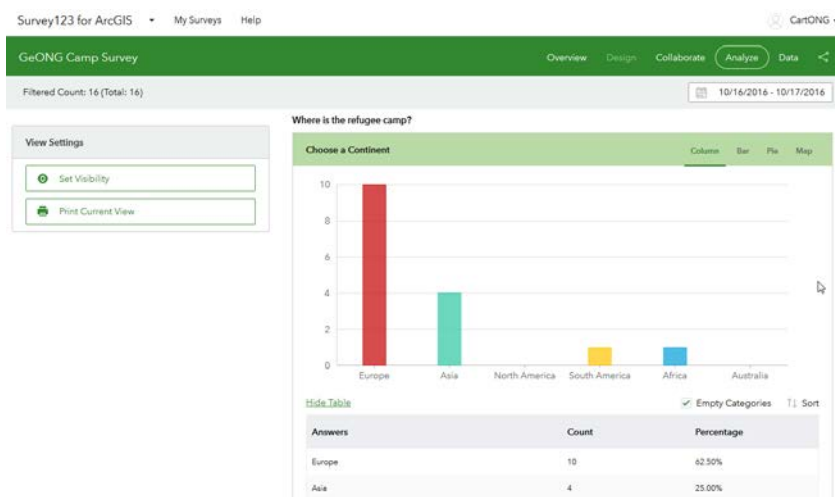 Survey123 for ArcGIS My Surveys Help CartONG
GeONG Camp Survey Overview Design Collaborate Analyze Data
Filtered Count: 16 (Total: 16) 10/16/2016 - 10/17/2016
Where is the refugee camp?
View Settings
Set Visibility
Print Current View
Choose a Continent Column Bar Pie Map
10
8
6
4
2
0
Europe Asia North America South America Africa Australia
Hide Table Empty Categories Sort
Answers Count Percentage
Europe 10 62.50%
Asia 4 25.00%